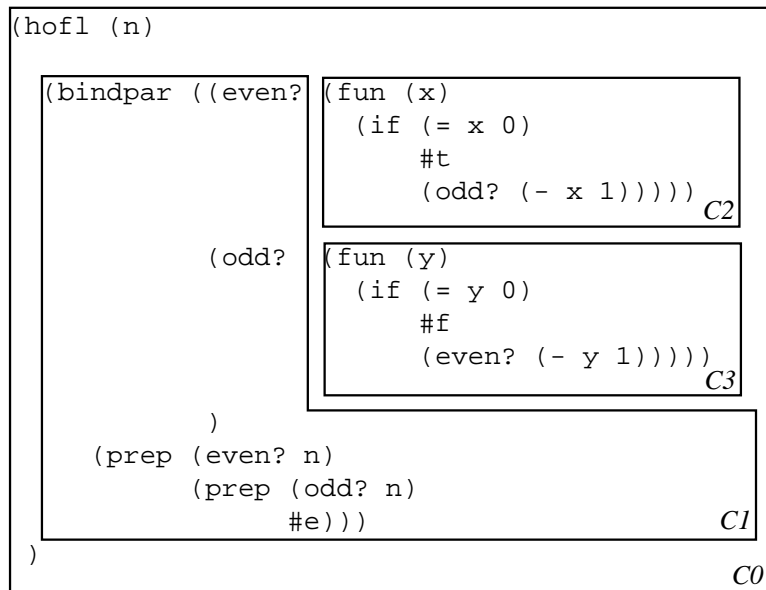 (hofl (n)
(bindpar ((even? (fun (x)
(if (= x 0)
#t
(odd? (- x 1)))))
C2
(odd? (fun (y)
(if (= y 0)
#f
(even? (- y 1)))))
C3
)
(prep (even? n)
(prep (odd? n)
#e)))
C1
)
C0